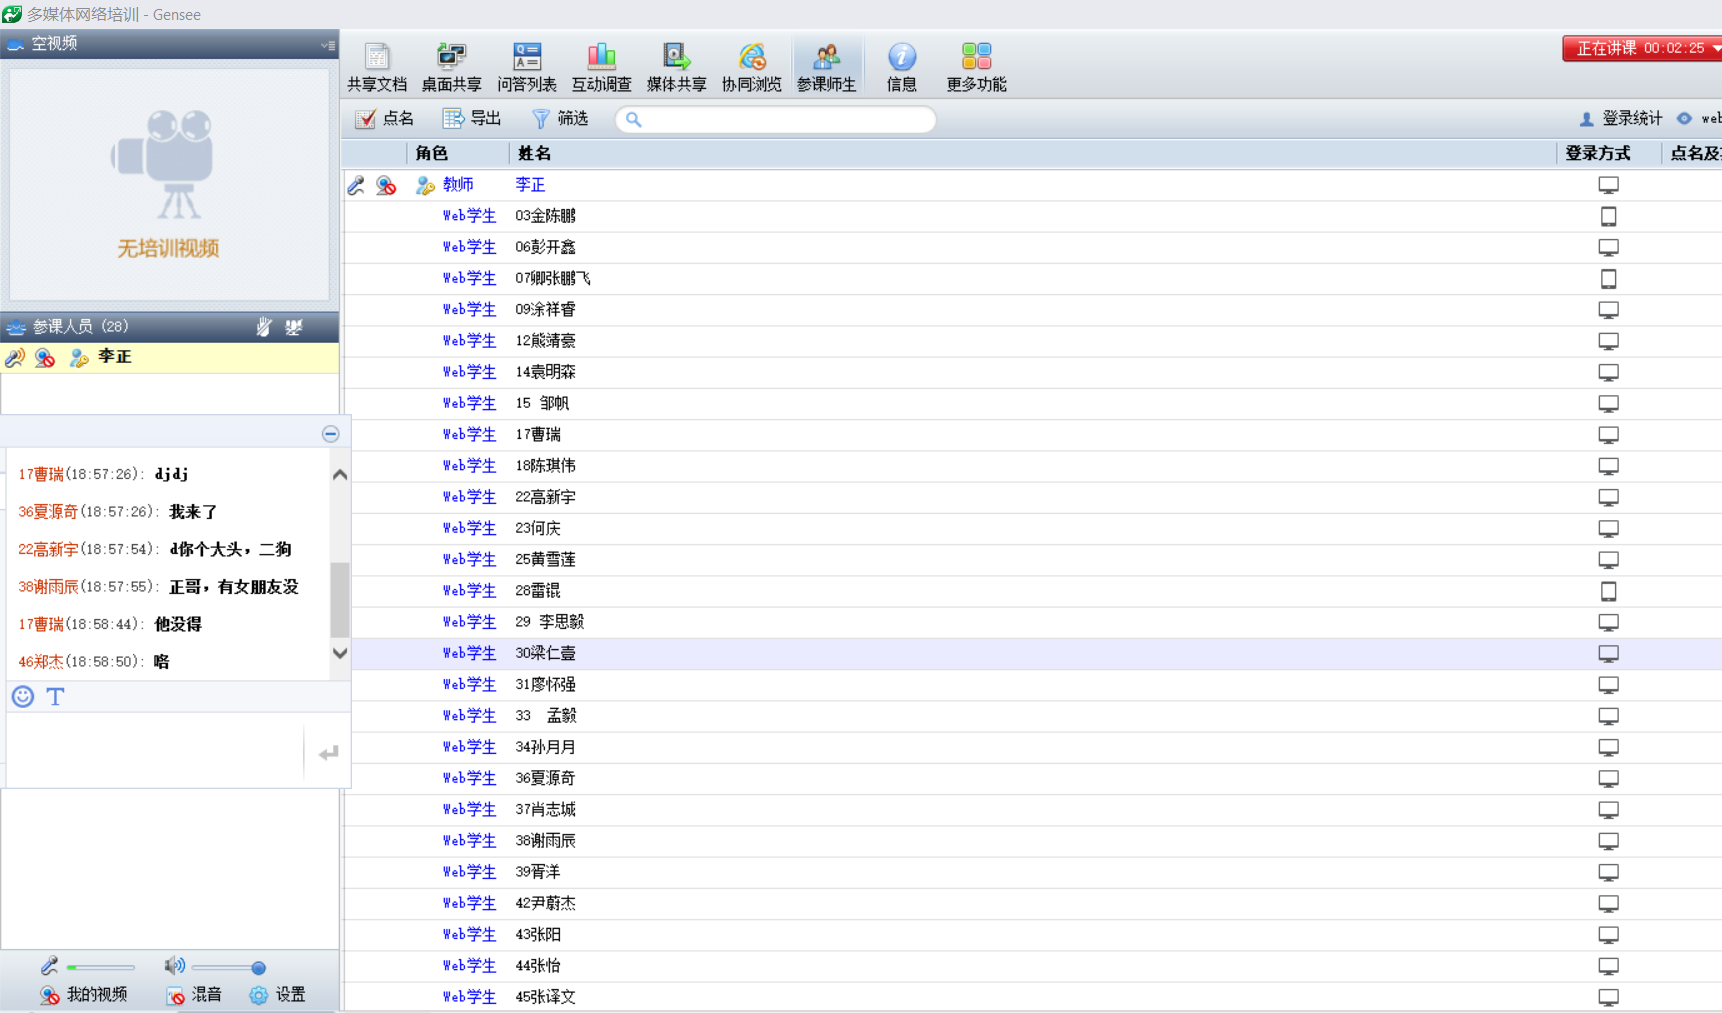 多媒体网络培训 - Gensee
空视频
无培训视频
共享文档 桌面共享 问答列表 互动调查 媒体共享 协同浏览 参课师生 信息 更多功能
正在讲课 00:02:25
点名 导出 筛选
登录统计 web
角色 姓名 登录方式 点名及
教师 李正
Web学生 03金陈鹏
Web学生 06彭开鑫
Web学生 07卿张鹏飞
Web学生 09涂祥睿
Web学生 12熊靖豪
Web学生 14袁明森
Web学生 15 邹帆
Web学生 17曹瑞
Web学生 18陈琪伟
Web学生 22高新宇
Web学生 23何庆
Web学生 25黄雪莲
Web学生 28雷锟
Web学生 29 李思毅
Web学生 30梁仁壹
Web学生 31廖怀强
Web学生 33 孟毅
Web学生 34孙月月
Web学生 36夏源奇
Web学生 37肖志城
Web学生 38谢雨辰
Web学生 39胥洋
Web学生 42尹蔚杰
Web学生 43张阳
Web学生 44张怡
Web学生 45张译文
参课人员 (28)
李正
17曹瑞(18:57:26): djdj
36夏源奇(18:57:26): 我来了
22高新宇(18:57:54): d你个大头，二狗
38谢雨辰(18:57:55): 正哥，有女朋友没
17曹瑞(18:58:44): 他没得
46郑杰(18:58:50): 咯
我的视频 混音 设置